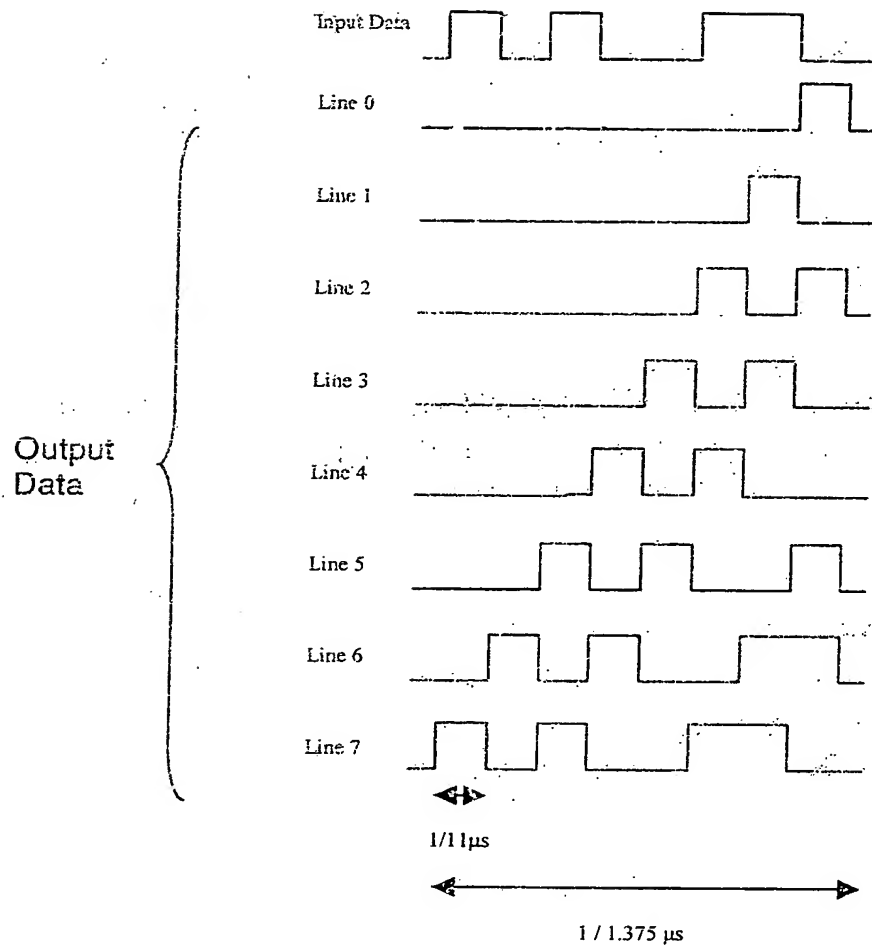 Input Data
Line 0
Line 1
Line 2
Line 3
Output
Data
Line 4
Line 5
Line 6
Line 7
1/11µs
1 / 1.375 µs